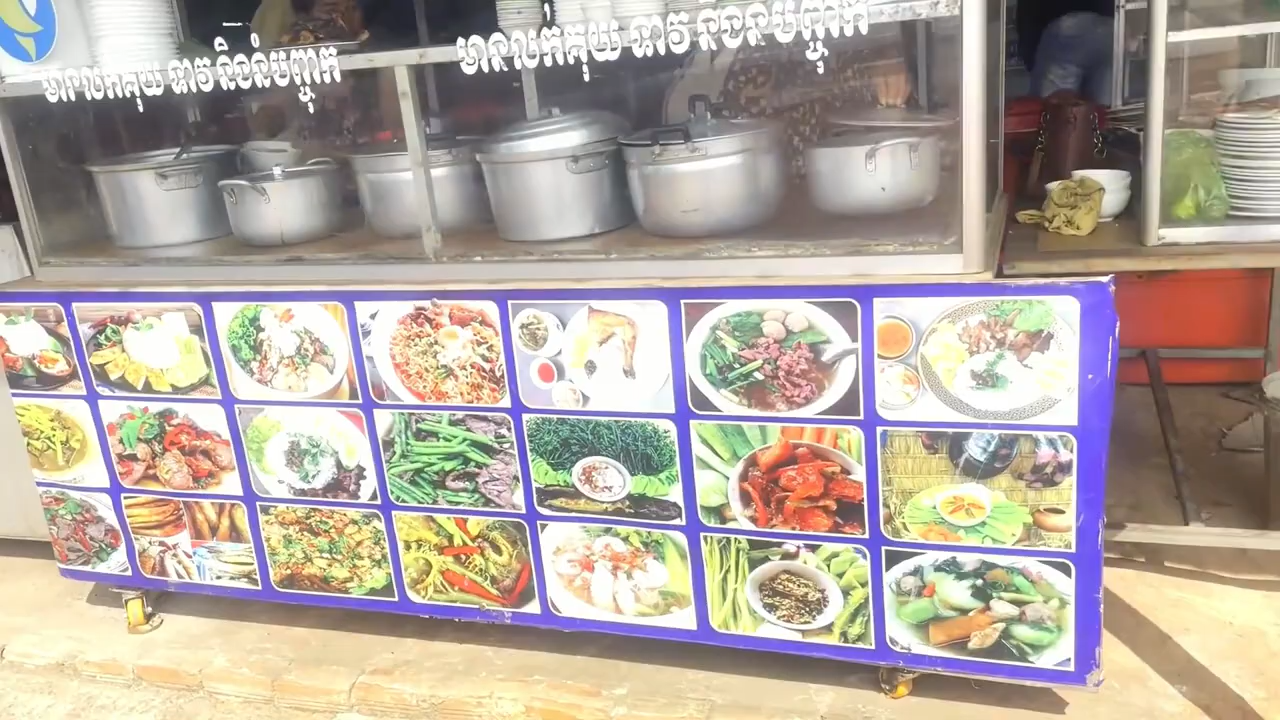 មានលក់គុយទាវ និងនំបញ្ចុក
មានលក់គុយ ទាវ និងនំបញ្ចុក